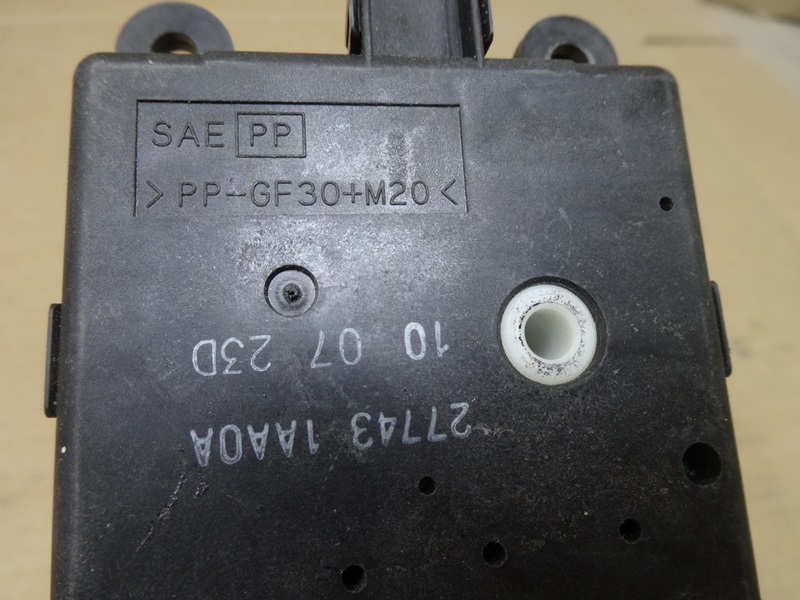 SAE PP
>PP-GF30+M20<
27743 1AA0A
10 07 23D